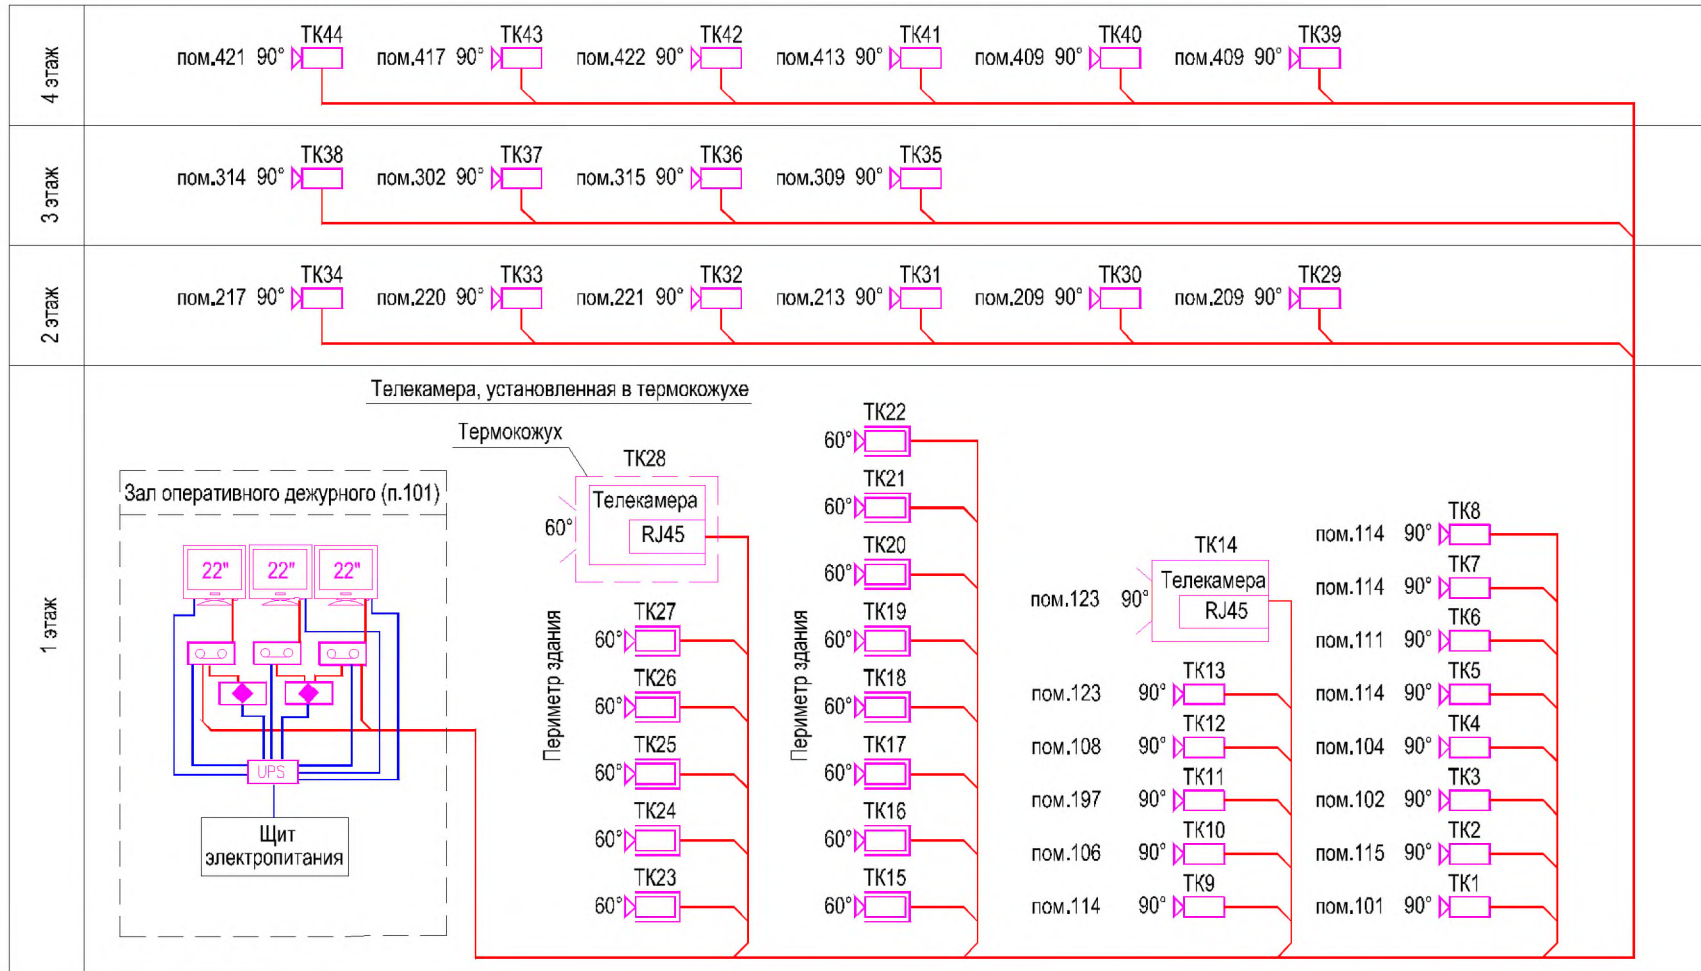 4 этаж
ТК44
пом.421 90°
ТК43
пом.417 90°
ТК42
пом.422 90°
ТК41
пом.413 90°
ТК40
пом.409 90°
ТК39
пом.409 90°
3 этаж
ТК38
пом.314 90°
ТК37
пом.302 90°
ТК36
пом.315 90°
ТК35
пом.309 90°
2 этаж
ТК34
пом.217 90°
ТК33
пом.220 90°
ТК32
пом.221 90°
ТК31
пом.213 90°
ТК30
пом.209 90°
ТК29
пом.209 90°
1 этаж
Телекамера, установленная в термокожухе
Термокожух
Зал оперативного дежурного (п.101)
22"
22"
22"
UPS
Щит
электропитания
ТК28
60°
Телекамера
RJ45
Периметр здания
ТК27
60°
ТК26
60°
ТК25
60°
ТК24
60°
ТК23
60°
Периметр здания
ТК22
60°
ТК21
60°
ТК20
60°
ТК19
60°
ТК18
60°
ТК17
60°
ТК16
60°
ТК15
60°
ТК14
пом.123 90°
Телекамера
RJ45
ТК13
пом.123 90°
ТК12
пом.108 90°
ТК11
пом.197 90°
ТК10
пом.106 90°
ТК9
пом.114 90°
ТК8
пом.114 90°
ТК7
пом.114 90°
ТК6
пом.111 90°
ТК5
пом.114 90°
ТК4
пом.104 90°
ТК3
пом.102 90°
ТК2
пом.115 90°
ТК1
пом.101 90°